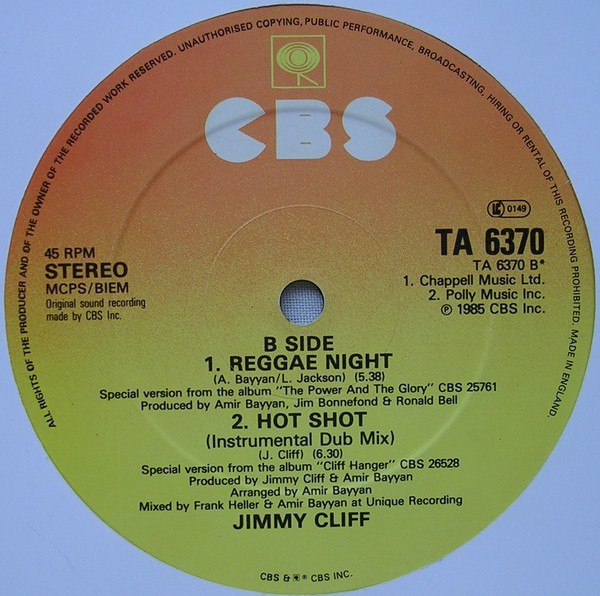 ALL RIGHTS OF THE PRODUCER AND OF THE OWNER OF THE RECORDED WORK RESERVED. UNAUTHORISED COPYING, PUBLIC PERFORMANCE, BROADCASTING, HIRING OR RENTAL OF THIS RECORDING PROHIBITED. MADE IN ENGLAND.
CBS
LC 0149
45 RPM
STEREO
MCPS/BIEM
Original sound recording
made by CBS Inc.
TA 6370
TA 6370 B*
1. Chappell Music Ltd.
2. Polly Music Inc.
℗ 1985 CBS Inc.
B SIDE
1. REGGAE NIGHT
(A. Bayyan/L. Jackson) (5.38)
Special version from the album "The Power And The Glory" CBS 25761
Produced by Amir Bayyan, Jim Bonnefond & Ronald Bell
2. HOT SHOT
(Instrumental Dub Mix)
(J. Cliff) (6.30)
Special version from the album "Cliff Hanger" CBS 26528
Produced by Jimmy Cliff & Amir Bayyan
Arranged by Amir Bayyan
Mixed by Frank Heller & Amir Bayyan at Unique Recording
JIMMY CLIFF
CBS & ® CBS INC.